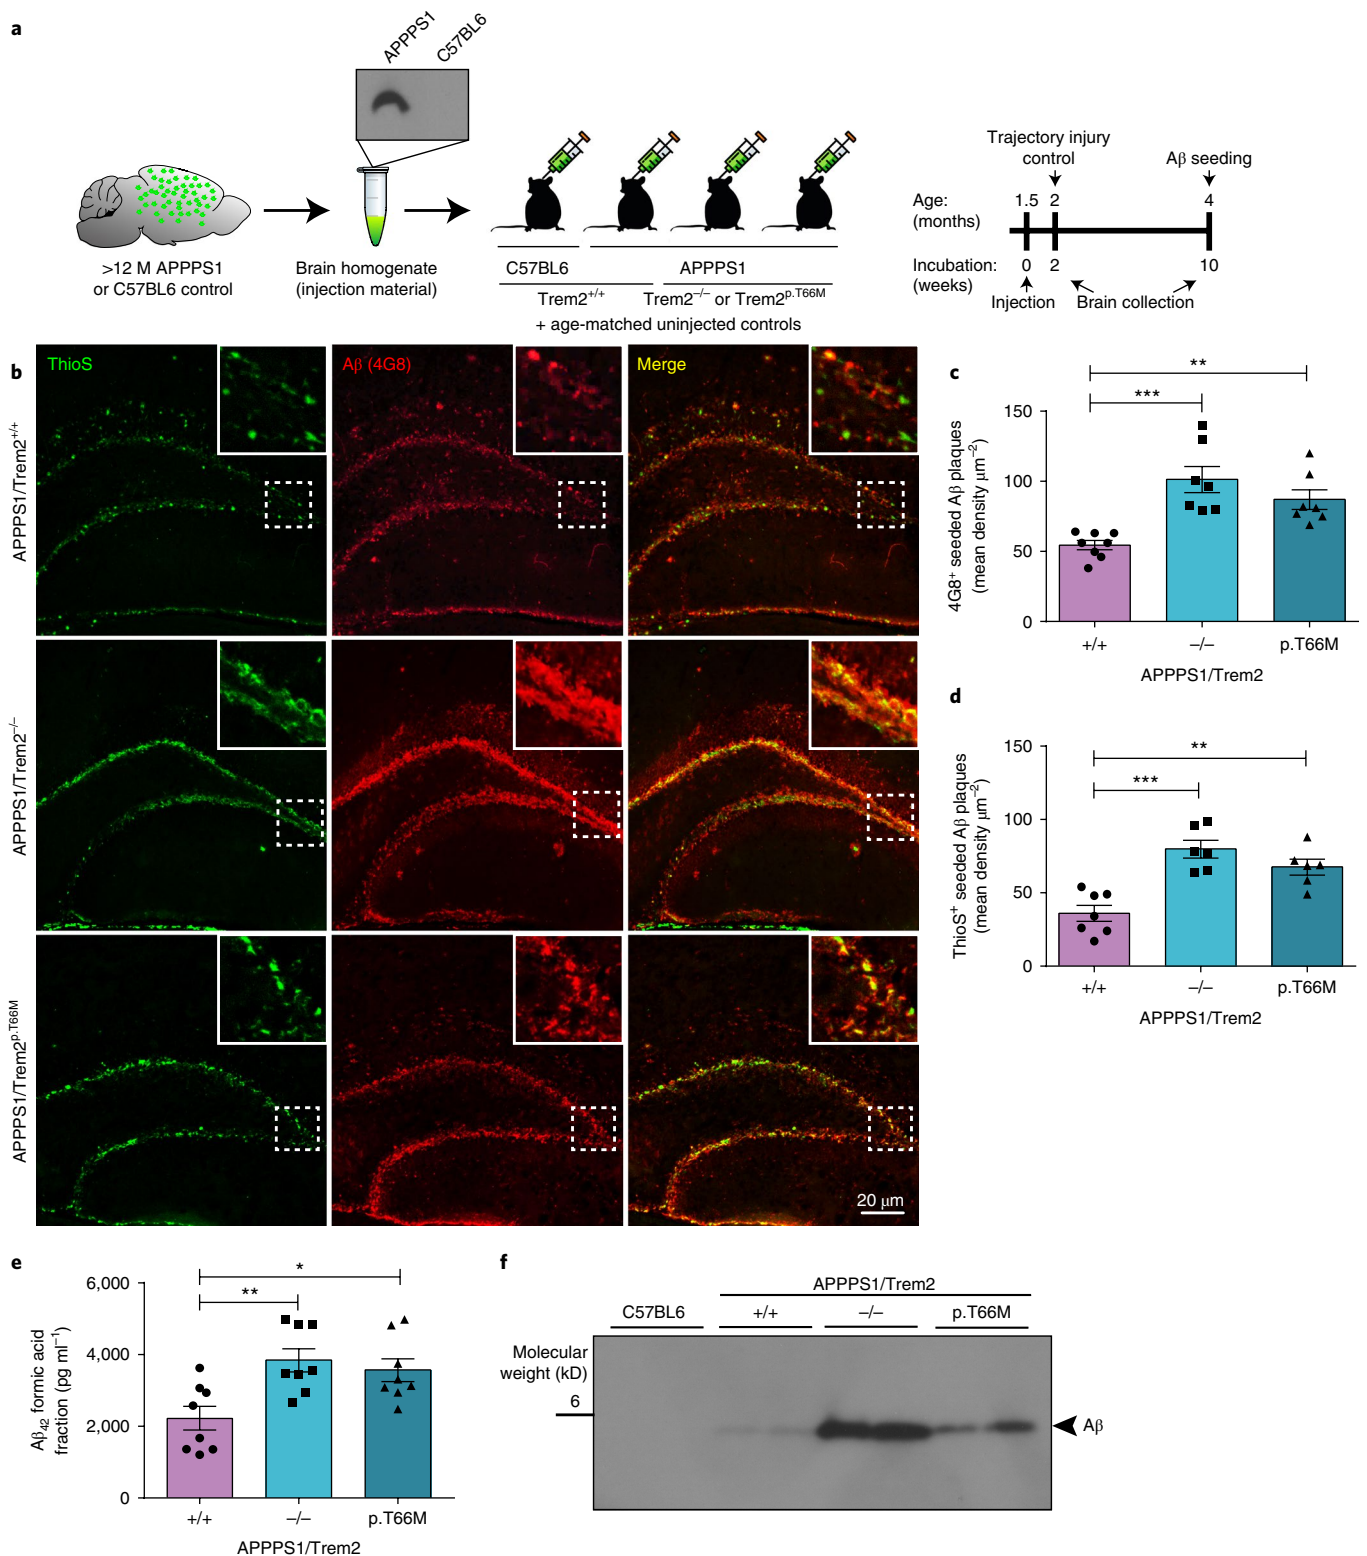 a
APPPS1
C57BL6
>12 M APPPS1
or C57BL6 control
Brain homogenate
(injection material)
C57BL6
APPPS1
Trem2+/+
Trem2−/− or Trem2p.T66M
+ age-matched uninjected controls
Trajectory injury
control
Aβ seeding
Age:
(months)
1.5
2
4
Incubation:
(weeks)
0
2
10
Injection
Brain collection
b
ThioS
Aβ (4G8)
Merge
APPPS1/Trem2+/+
APPPS1/Trem2−/−
APPPS1/Trem2p.T66M
20 μm
c
4G8+ seeded Aβ plaques
(mean density μm−2)
150
100
50
0
**
***
+/+
−/−
p.T66M
APPPS1/Trem2
d
ThioS+ seeded Aβ plaques
(mean density μm−2)
150
100
50
0
**
***
+/+
−/−
p.T66M
APPPS1/Trem2
e
Aβ42 formic acid
fraction (pg ml−1)
6,000
4,000
2,000
0
*
**
+/+
−/−
p.T66M
APPPS1/Trem2
f
APPPS1/Trem2
C57BL6
+/+
−/−
p.T66M
Molecular
weight (kD)
6
Aβ